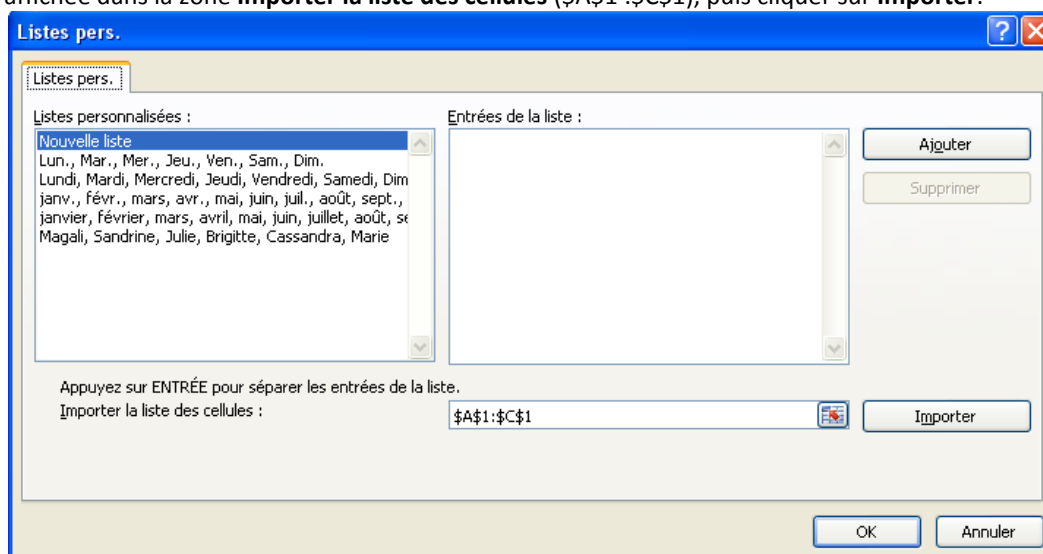 affichée dans la zone importer la liste des cellules ($A$1 :$C$1), puis cliquer sur Importer.
Listes pers.
Listes pers.
Listes personnalisées :
Entrées de la liste :
Nouvelle liste
Lun., Mar., Mer., Jeu., Ven., Sam., Dim.
Lundi, Mardi, Mercredi, Jeudi, Vendredi, Samedi, Dim
janv., févr., mars, avr., mai, juin, juil., août, sept.,
janvier, février, mars, avril, mai, juin, juillet, août, se
Magali, Sandrine, Julie, Brigitte, Cassandra, Marie
Ajouter
Supprimer
Appuyez sur ENTRÉE pour séparer les entrées de la liste.
Importer la liste des cellules :
$A$1:$C$1
Importer
OK
Annuler